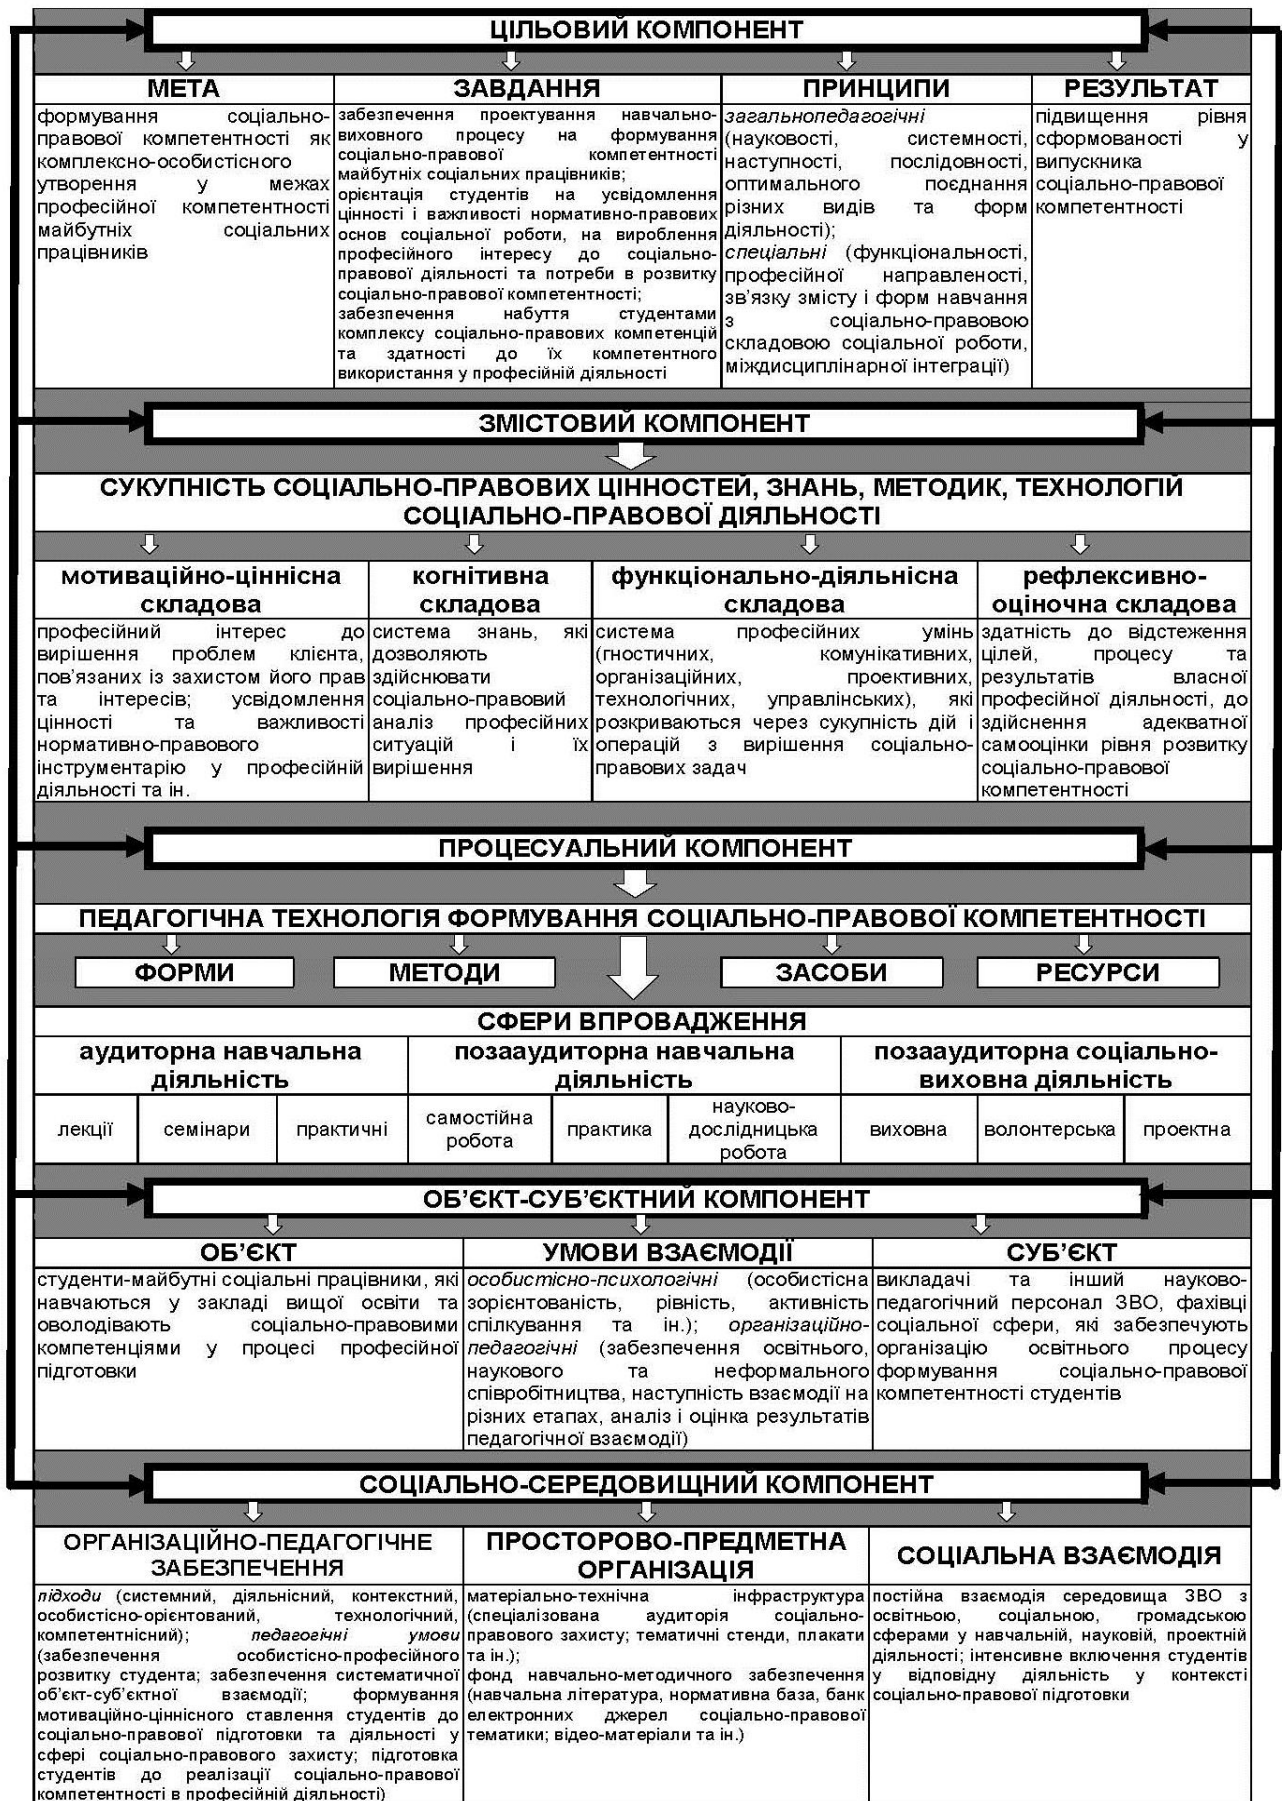 ЦІЛЬОВИЙ КОМПОНЕНТ
МЕТА
формування соціально-
правової компетентності як
комплексно-особистісного
утворення у межах
професійної компетентності
майбутніх соціальних
працівників
ЗАВДАННЯ
забезпечення проектування навчально-
виховного процесу на формування
соціально-правової компетентності
майбутніх соціальних працівників;
орієнтація студентів на усвідомлення
цінності і важливості нормативно-правових
основ соціальної роботи, на вироблення
професійного інтересу до соціально-
правової діяльності та потреби в розвитку
соціально-правової компетентності;
забезпечення набуття студентами
комплексу соціально-правових компетенцій
та здатності до їх компетентного
використання у професійній діяльності
ПРИНЦИПИ
загальнопедагогічні
(науковості, системності,
наступності, послідовності,
оптимального поєднання
різних видів та форм
діяльності);
спеціальні (функціональності,
професійної направленості,
зв’язку змісту і форм навчання
з соціально-правовою
складовою соціальної роботи,
міждисциплінарної інтеграції)
РЕЗУЛЬТАТ
підвищення рівня
сформованості у
випускника
соціально-правової
компетентності
ЗМІСТОВИЙ КОМПОНЕНТ
СУКУПНІСТЬ СОЦІАЛЬНО-ПРАВОВИХ ЦІННОСТЕЙ, ЗНАНЬ, МЕТОДИК, ТЕХНОЛОГІЙ
СОЦІАЛЬНО-ПРАВОВОЇ ДІЯЛЬНОСТІ
мотиваційно-ціннісна
складова
професійний інтерес до
вирішення проблем клієнта,
пов’язаних із захистом його прав
та інтересів; усвідомлення
цінності та важливості
нормативно-правового
інструментарію у професійній
діяльності та ін.
когнітивна
складова
система знань, які
дозволяють
здійснювати
соціально-правовий
аналіз професійних
ситуацій і їх
вирішення
функціонально-діяльнісна
складова
система професійних умінь
(гностичних, комунікативних,
організаційних, проективних,
технологічних, управлінських), які
розкриваються через сукупність дій і
операцій з вирішення соціально-
правових задач
рефлексивно-
оціночна складова
здатність до відстеження
цілей, процесу та
результатів власної
професійної діяльності, до
здійснення адекватної
самооцінки рівня розвитку
соціально-правової
компетентності
ПРОЦЕСУАЛЬНИЙ КОМПОНЕНТ
ПЕДАГОГІЧНА ТЕХНОЛОГІЯ ФОРМУВАННЯ СОЦІАЛЬНО-ПРАВОВОЇ КОМПЕТЕНТНОСТІ
ФОРМИ
МЕТОДИ
ЗАСОБИ
РЕСУРСИ
СФЕРИ ВПРОВАДЖЕННЯ
аудиторна навчальна
діяльність
позааудиторна навчальна
діяльність
позааудиторна соціально-
виховна діяльність
лекції
семінари
практичні
самостійна
робота
практика
науково-
дослідницька
робота
виховна
волонтерська
проектна
ОБ’ЄКТ-СУБ’ЄКТНИЙ КОМПОНЕНТ
ОБ’ЄКТ
студенти-майбутні соціальні працівники, які
навчаються у закладі вищої освіти та
оволодівають соціально-правовими
компетенціями у процесі професійної
підготовки
УМОВИ ВЗАЄМОДІЇ
особистісно-психологічні (особистісна
зорієнтованість, рівність, активність
спілкування та ін.); організаційно-
педагогічні (забезпечення освітнього,
наукового та неформального
співробітництва, наступність взаємодії на
різних етапах, аналіз і оцінка результатів
педагогічної взаємодії)
СУБ’ЄКТ
викладачі та інший науково-
педагогічний персонал ЗВО, фахівці
соціальної сфери, які забезпечують
організацію освітнього процесу
формування соціально-правової
компетентності студентів
СОЦІАЛЬНО-СЕРЕДОВИЩНИЙ КОМПОНЕНТ
ОРГАНІЗАЦІЙНО-ПЕДАГОГІЧНЕ
ЗАБЕЗПЕЧЕННЯ
підходи (системний, діяльнісний, контекстний,
особистісно-орієнтований, технологічний,
компетентнісний); педагогічні умови
(забезпечення особистісно-професійного
розвитку студента; забезпечення систематичної
об’єкт-суб’єктної взаємодії; формування
мотиваційно-ціннісного ставлення студентів до
соціально-правової підготовки та діяльності у
сфері соціально-правового захисту; підготовка
студентів до реалізації соціально-правової
компетентності в професійній діяльності)
ПРОСТОРОВО-ПРЕДМЕТНА
ОРГАНІЗАЦІЯ
матеріально-технічна інфраструктура
(спеціалізована аудиторія соціально-
правового захисту; тематичні стенди, плакати
та ін.);
фонд навчально-методичного забезпечення
(навчальна література, нормативна база, банк
електронних джерел соціально-правової
тематики; відео-матеріали та ін.)
СОЦІАЛЬНА ВЗАЄМОДІЯ
постійна взаємодія середовища ЗВО з
освітньою, соціальною, громадською
сферами у навчальній, науковій, проектній
діяльності; інтенсивне включення студентів
у відповідну діяльність у контексті
соціально-правової підготовки